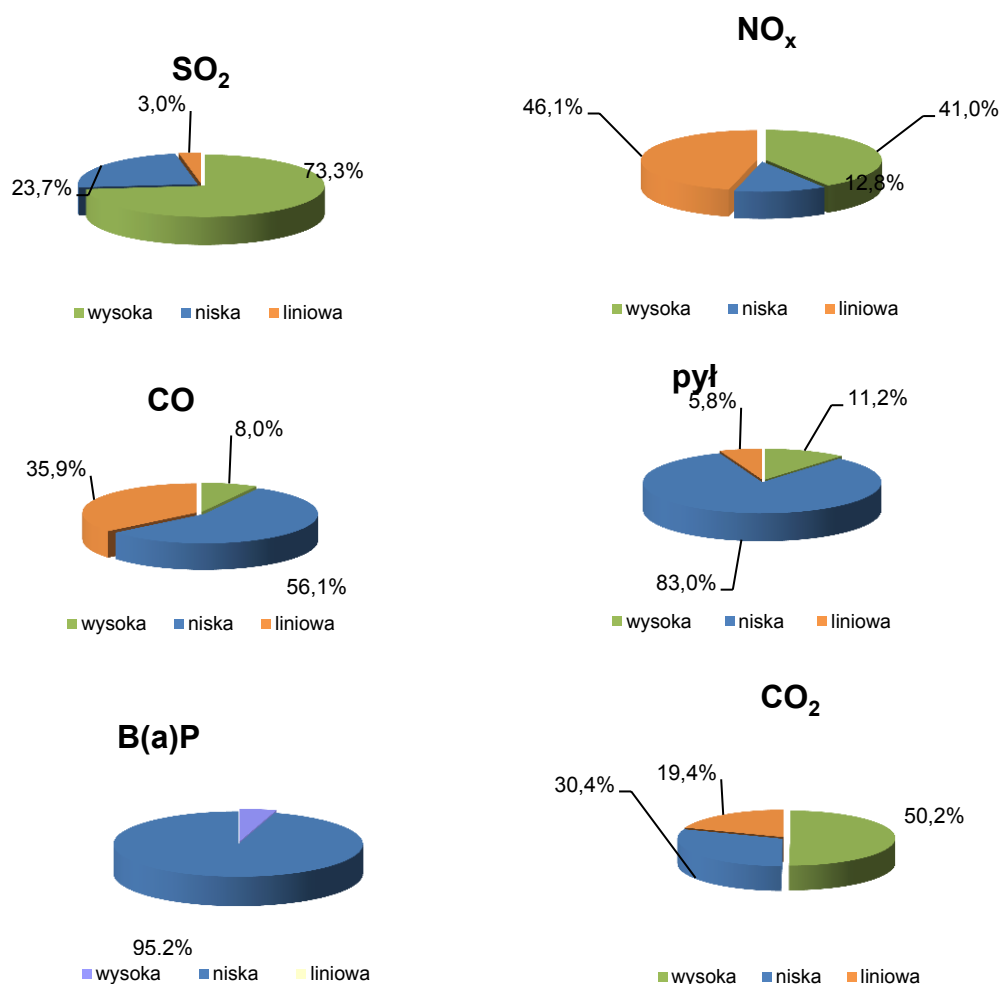 SO₂
3,0%
73,3%
23,7%
wysoka niska liniowa
NOₓ
46,1%
41,0%
12,8%
wysoka niska liniowa
CO
8,0%
35,9%
56,1%
wysoka niska liniowa
pył
5,8%
11,2%
83,0%
wysoka niska liniowa
B(a)P
95.2%
wysoka niska liniowa
CO₂
19,4%
30,4%
50,2%
wysoka niska liniowa